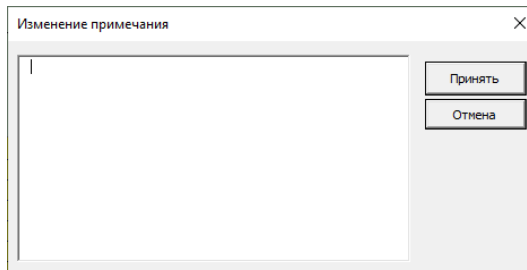 Изменение примечания
Принять
Отмена